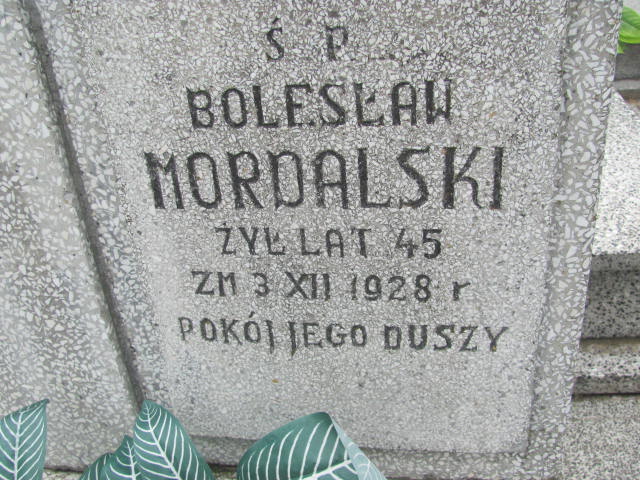 Ś P.
BOLESŁAW
MORDALSKI
ŻYŁ LAT 45
ZM 3 XII 1928 r
POKÓJ JEGO DUSZY